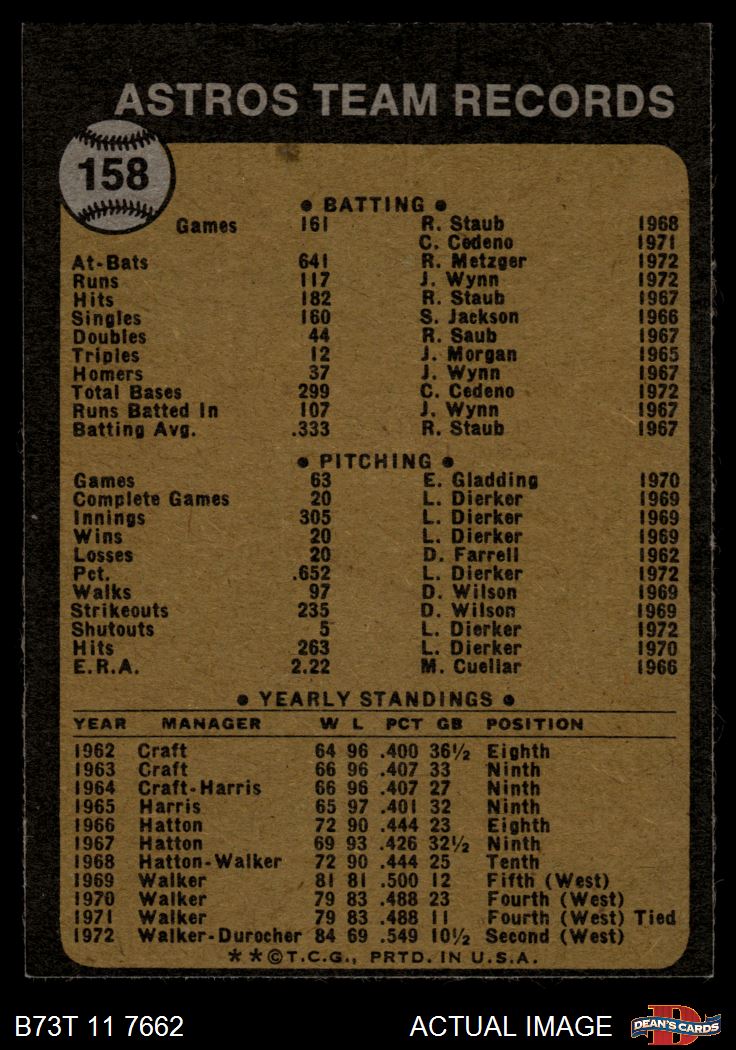 ASTROS TEAM RECORDS
158
● BATTING ●
Games 161 R. Staub 1968
C. Cedeno 1971
At-Bats 641 R. Metzger 1972
Runs 117 J. Wynn 1972
Hits 182 R. Staub 1967
Singles 160 S. Jackson 1966
Doubles 44 R. Saub 1967
Triples 12 J. Morgan 1965
Homers 37 J. Wynn 1967
Total Bases 299 C. Cedeno 1972
Runs Batted In 107 J. Wynn 1967
Batting Avg. .333 R. Staub 1967
● PITCHING ●
Games 63 E. Gladding 1970
Complete Games 20 L. Dierker 1969
Innings 305 L. Dierker 1969
Wins 20 L. Dierker 1969
Losses 20 D. Farrell 1962
Pct. .652 L. Dierker 1972
Walks 97 D. Wilson 1969
Strikeouts 235 D. Wilson 1969
Shutouts 5 L. Dierker 1972
Hits 263 L. Dierker 1970
E.R.A. 2.22 M. Cuellar 1966
● YEARLY STANDINGS ●
YEAR MANAGER W L PCT GB POSITION
1962 Craft 64 96 .400 36½ Eighth
1963 Craft 66 96 .407 33 Ninth
1964 Craft-Harris 66 96 .407 27 Ninth
1965 Harris 65 97 .401 32 Ninth
1966 Hatton 72 90 .444 23 Eighth
1967 Hatton 69 93 .426 32½ Ninth
1968 Hatton-Walker 72 90 .444 25 Tenth
1969 Walker 81 81 .500 12 Fifth (West)
1970 Walker 79 83 .488 23 Fourth (West)
1971 Walker 79 83 .488 11 Fourth (West) Tied
1972 Walker-Durocher 84 69 .549 10½ Second (West)
**©T.C.G., PRTD. IN U.S.A.
B73T 11 7662 ACTUAL IMAGE DEAN'S CARDS